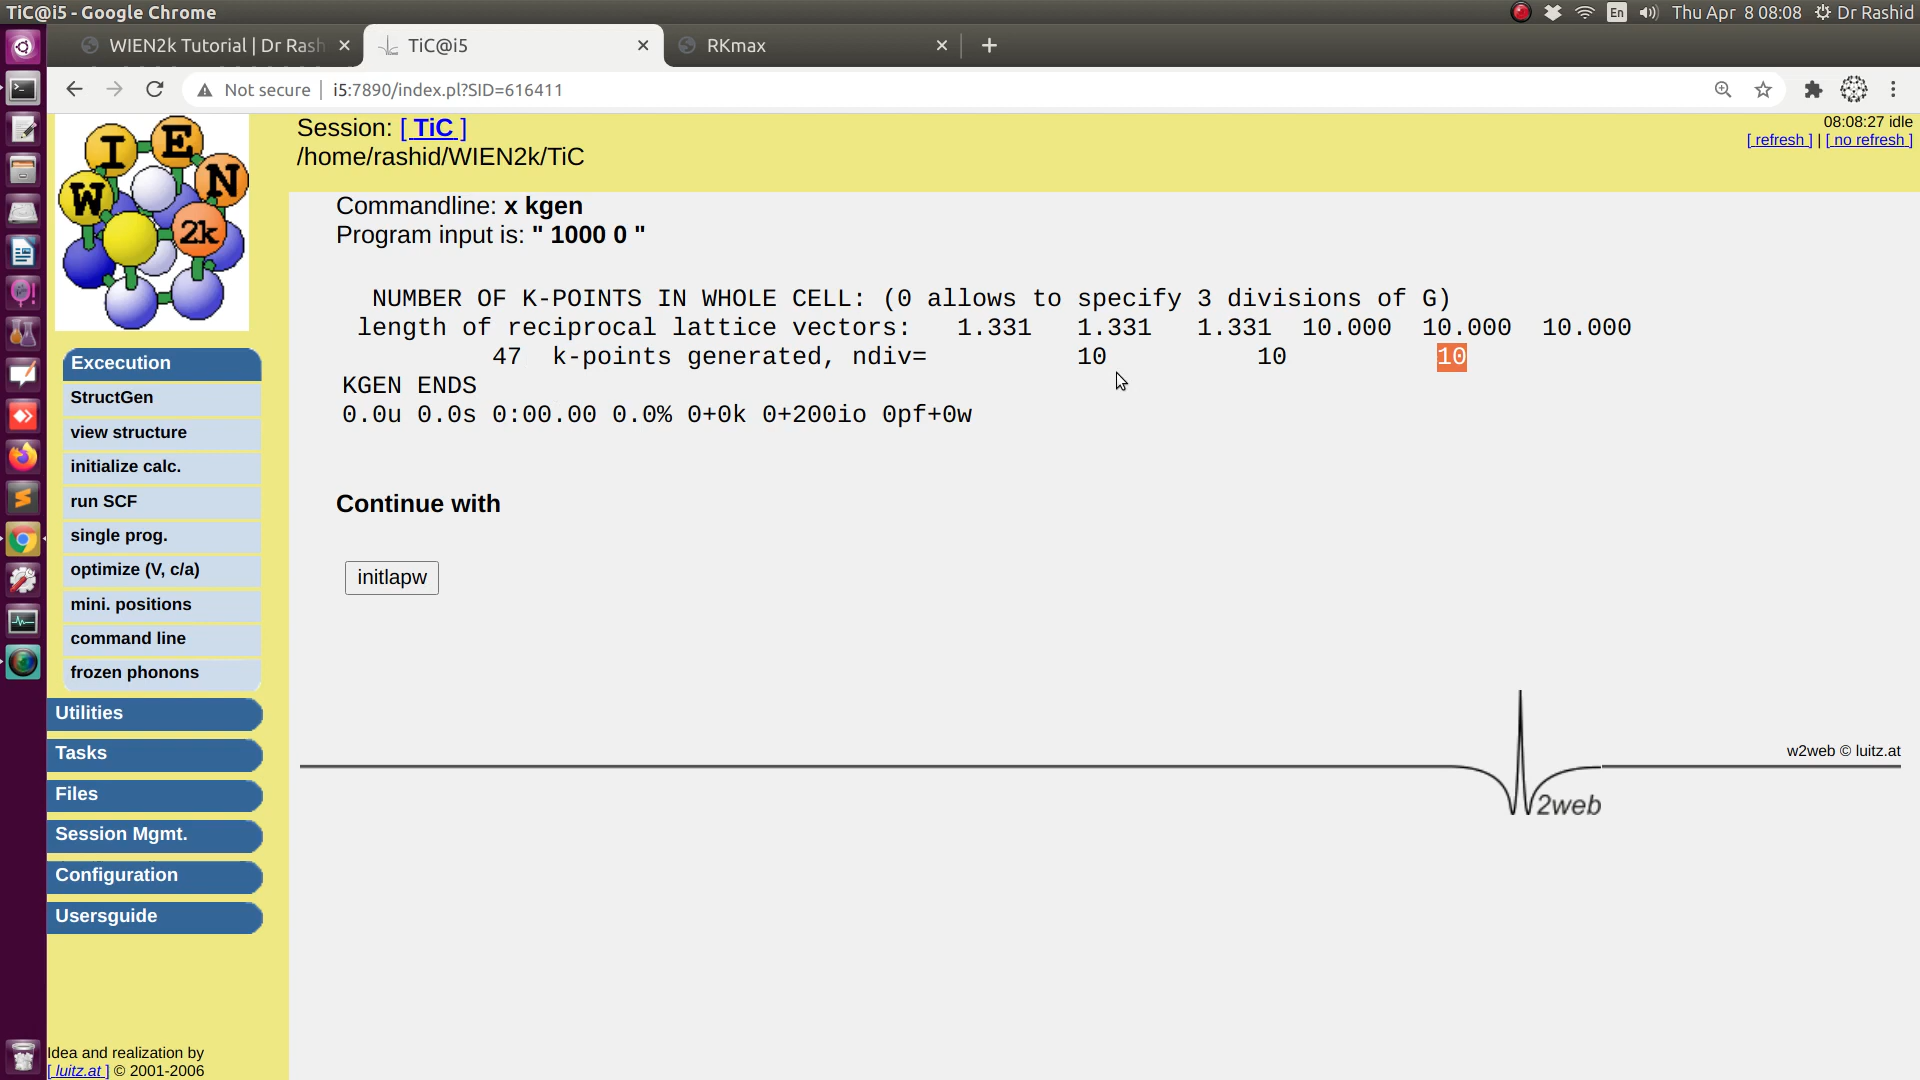 TiC@i5 - Google Chrome
En
Thu Apr 8 08:08
Dr Rashid
WIEN2k Tutorial | Dr Rash
TiC@i5
RKmax
Not secure
i5:7890/index.pl?SID=616411
WIEN
2k
Session: [ TiC ]
/home/rashid/WIEN2k/TiC
08:08:27 idle
[ refresh ] | [ no refresh ]
Commandline: x kgen
Program input is: " 1000 0 "
NUMBER OF K-POINTS IN WHOLE CELL: (0 allows to specify 3 divisions of G)
length of reciprocal lattice vectors: 1.331 1.331 1.331 10.000 10.000 10.000
47 k-points generated, ndiv= 10 10 10
KGEN ENDS
0.0u 0.0s 0:00.00 0.0% 0+0k 0+200io 0pf+0w
Continue with
initlapw
Excecution
StructGen
view structure
initialize calc.
run SCF
single prog.
optimize (V, c/a)
mini. positions
command line
frozen phonons
Utilities
Tasks
Files
Session Mgmt.
Configuration
Usersguide
w2web © luitz.at
2web
Idea and realization by
[ luitz.at ] © 2001-2006